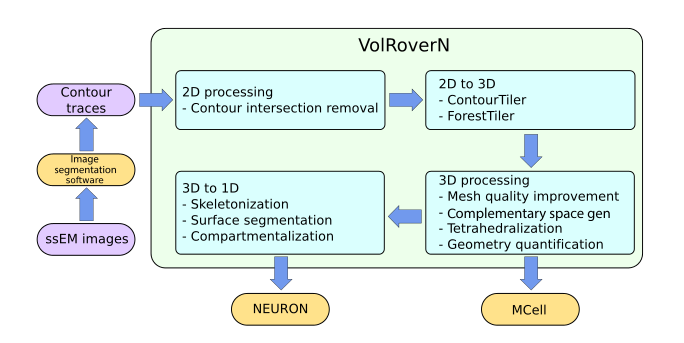 VolRoverN
Contour
traces
Image
segmentation
software
ssEM images
2D processing
- Contour intersection removal
2D to 3D
- ContourTiler
- ForestTiler
3D processing
- Mesh quality improvement
- Complementary space gen
- Tetrahedralization
- Geometry quantification
3D to 1D
- Skeletonization
- Surface segmentation
- Compartmentalization
NEURON
MCell